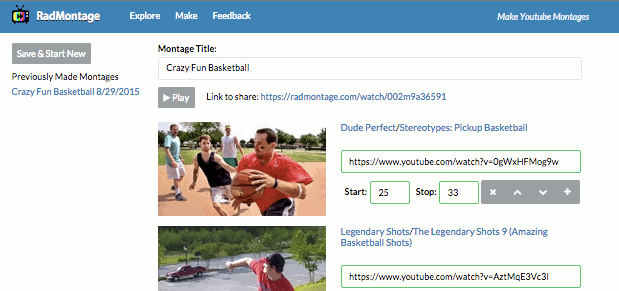 RadMontage Explore Make Feedback Make Youtube Montages
Save & Start New
Previously Made Montages
Crazy Fun Basketball 8/29/2015
Montage Title:
Crazy Fun Basketball
Play Link to share: https://radmontage.com/watch/002m9a36591
Dude Perfect/Stereotypes: Pickup Basketball
https://www.youtube.com/watch?v=0gWxHFMog9w
Start: 25 Stop: 33
Legendary Shots/The Legendary Shots 9 (Amazing
Basketball Shots)
https://www.youtube.com/watch?v=AztMqE3Vc3I